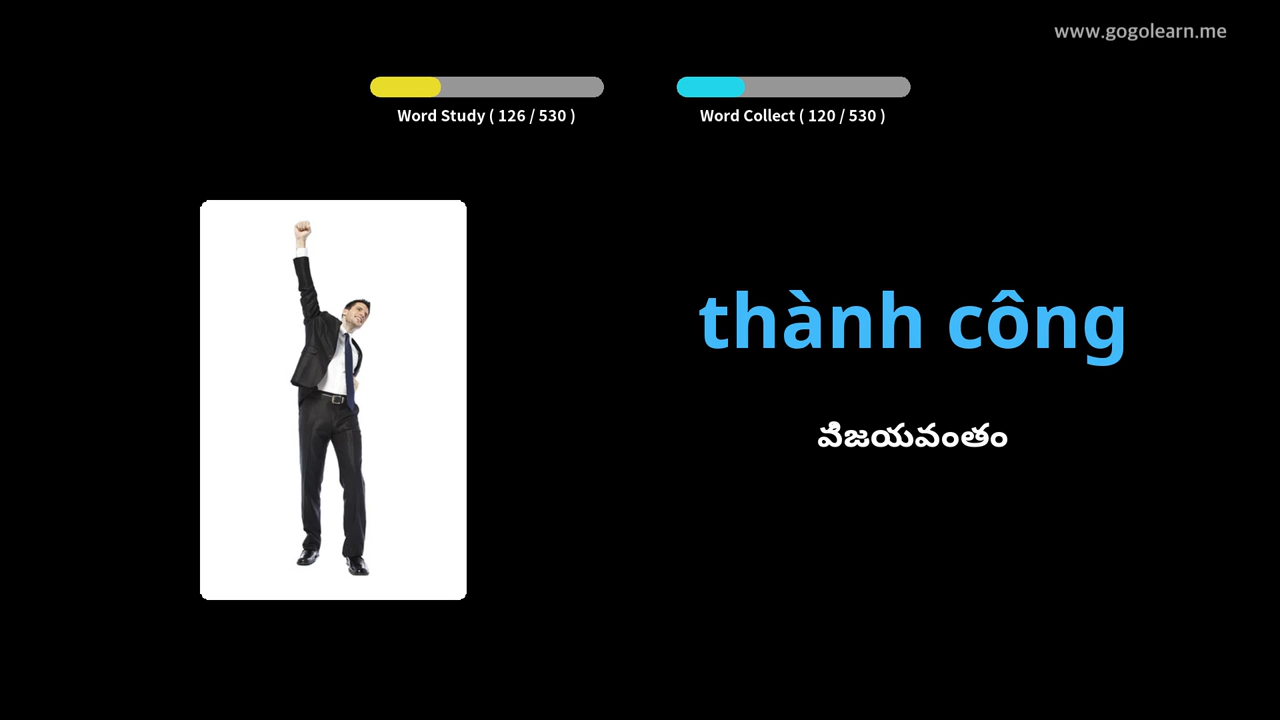 www.gogolearn.me
Word Study ( 126 / 530 )
Word Collect ( 120 / 530 )
thành công
విజయవంతం